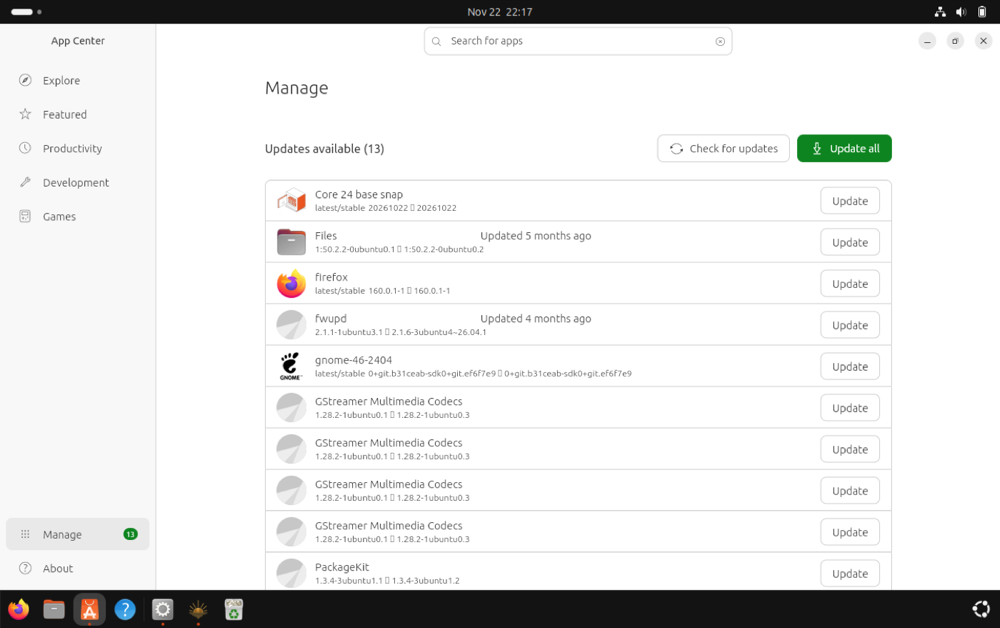 Nov 22 22:17
App Center
Search for apps
Explore
Featured
Productivity
Development
Games
Manage
13
About
Manage
Updates available (13)
Check for updates
Update all
Core 24 base snap
latest/stable 20261022 ▯ 20261022
Update
Files
Updated 5 months ago
1:50.2.2-0ubuntu0.1 ▯ 1:50.2.2-0ubuntu0.2
Update
firefox
latest/stable 160.0.1-1 ▯ 160.0.1-1
Update
fwupd
Updated 4 months ago
2.1.1-1ubuntu3.1 ▯ 2.1.6-3ubuntu4~26.04.1
Update
GNOME
gnome-46-2404
latest/stable 0+git.b31ceab-sdk0+git.ef6f7e9 ▯ 0+git.b31ceab-sdk0+git.ef6f7e9
Update
GStreamer Multimedia Codecs
1.28.2-1ubuntu0.1 ▯ 1.28.2-1ubuntu0.3
Update
GStreamer Multimedia Codecs
1.28.2-1ubuntu0.1 ▯ 1.28.2-1ubuntu0.3
Update
GStreamer Multimedia Codecs
1.28.2-1ubuntu0.1 ▯ 1.28.2-1ubuntu0.3
Update
GStreamer Multimedia Codecs
1.28.2-1ubuntu0.1 ▯ 1.28.2-1ubuntu0.3
Update
PackageKit
1.3.4-3ubuntu1.1 ▯ 1.3.4-3ubuntu1.2
Update